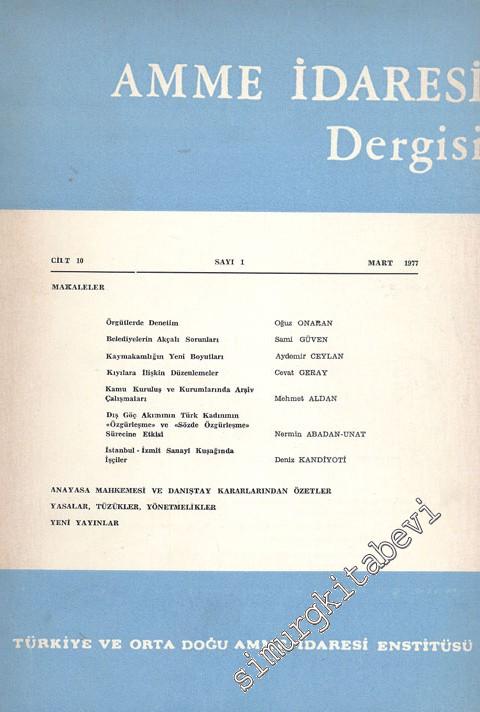 AMME İDARESİ
Dergisi
CİLT 10 SAYI 1 MART 1977
MAKALELER
Örgütlerde Denetim Oğuz ONARAN
Belediyelerin Akçalı Sorunları Sami GÜVEN
Kaymakamlığın Yeni Boyutları Aydemir CEYLAN
Kıyılara İlişkin Düzenlemeler Cevat GERAY
Kamu Kuruluş ve Kurumlarında Arşiv
Çalışmaları Mehmet ALDAN
Dış Göç Akımının Türk Kadınının
«Özgürleşme» ve «Sözde Özgürleşme»
Sürecine Etkisi Nermin ABADAN-UNAT
İstanbul - İzmit Sanayi Kuşağında
İşçiler Deniz KANDİYOTİ
ANAYASA MAHKEMESİ VE DANIŞTAY KARARLARINDAN ÖZETLER
YASALAR, TÜZÜKLER, YÖNETMELİKLER
YENİ YAYINLAR
TÜRKİYE VE ORTA DOĞU AMME İDARESİ ENSTİTÜSÜ
simurgkitabevi